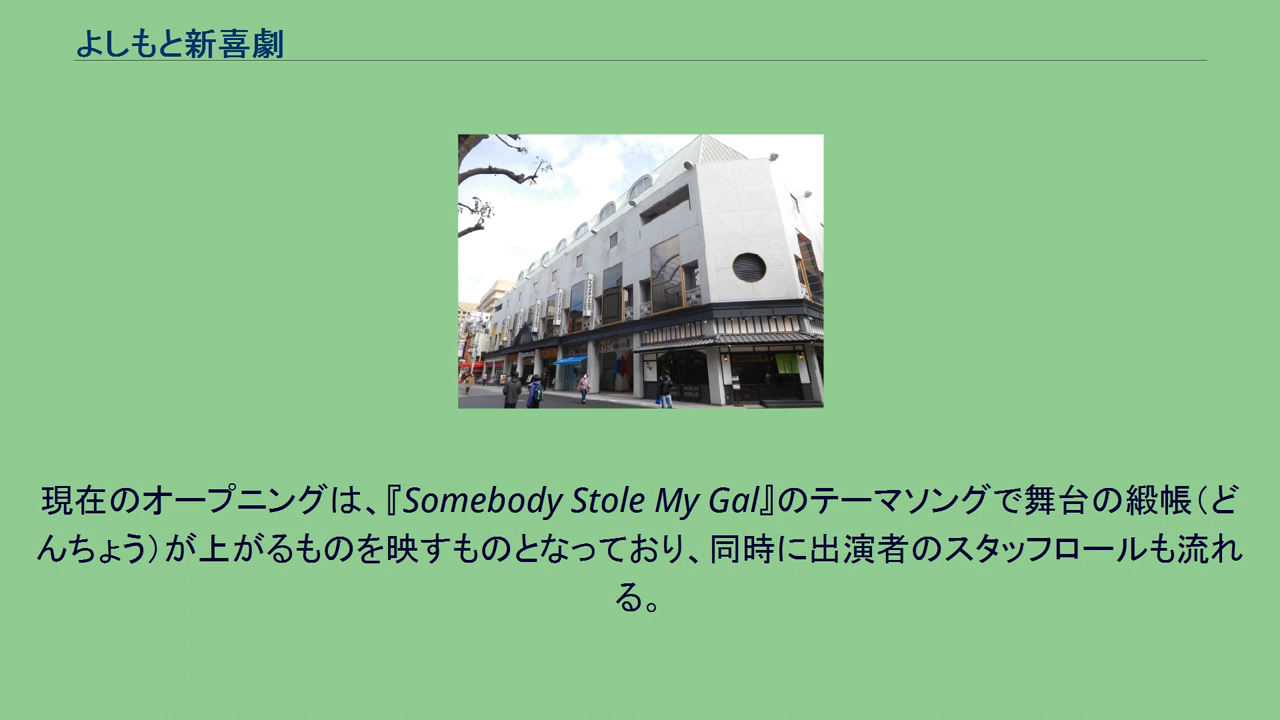 よしもと新喜劇
現在のオープニングは、『Somebody Stole My Gal』のテーマソングで舞台の緞帳（ど
んちょう）が上がるものを映すものとなっており、同時に出演者のスタッフロールも流れ
る。